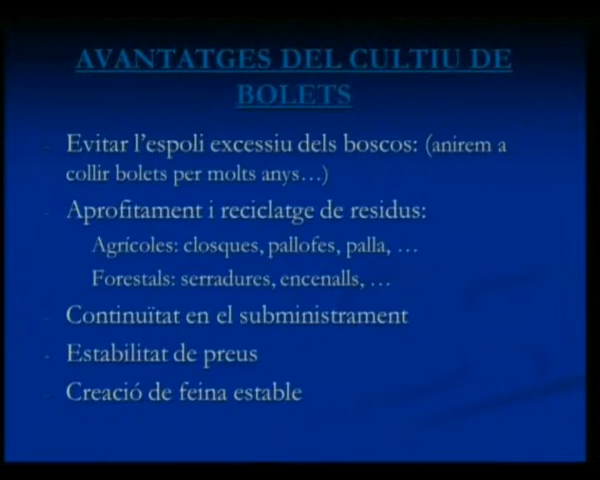 AVANTATGES DEL CULTIU DE
BOLETS
- Evitar l'espoli excessiu dels boscos: (anirem a
collir bolets per molts anys…)
- Aprofitament i reciclatge de residus:
Agrícoles: closques, pallofes, palla, …
Forestals: serradures, encenalls, …
- Continuïtat en el subministrament
- Estabilitat de preus
- Creació de feina estable